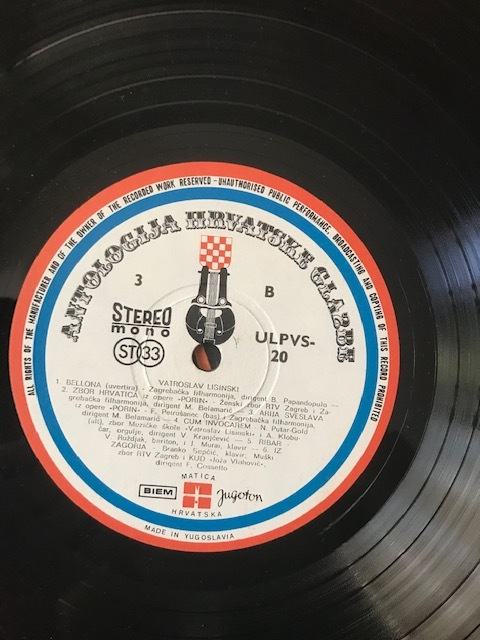 ALL RIGHTS OF THE MANUFACTURER AND OF THE OWNER OF THE RECORDED WORK RESERVED - UNAUTHORISED PUBLIC PERFORMANCE, BROADCASTING AND COPYING OF THIS RECORD PROHIBITED
ANTOLOGIJA HRVATSKE GLAZBE
3 B
STEREO
mono
ST 33
ULPVS-
20
VATROSLAV LISINSKI
1. BELLONA (uvertira) - Zagrebačka filharmonija, dirigent B. Papandopulo —
2. ZBOR HRVATICA iz opere »PORIN« - Ženski zbor RTV Zagreb i Za-
grebačka filharmonija, dirigent M. Belamarić — 3. ARIJA SVESLAVA
iz opere »PORIN« - F. Petrušanec (bas) i Zagrebačka filharmonija,
dirigent M. Belamarić — 4. CUM INVOCAREM - N. Puttar-Gold
(alt), zbor Muzičke škole »Vatroslav Lisinski« i A. Klobu-
čar, orgulje, dirigent V. Kranjčević — 5. RIBAR -
V. Ruždjak, bariton, i J. Murai, klavir — 6. IZ
ZAGORJA - Branko Sepčić, klavir, Muški
zbor RTV Zagreb i KUD »Joža Vlahović«,
dirigent F. Cossetto
MATICA
HRVATSKA
BIEM
Jugoton
MADE IN YUGOSLAVIA